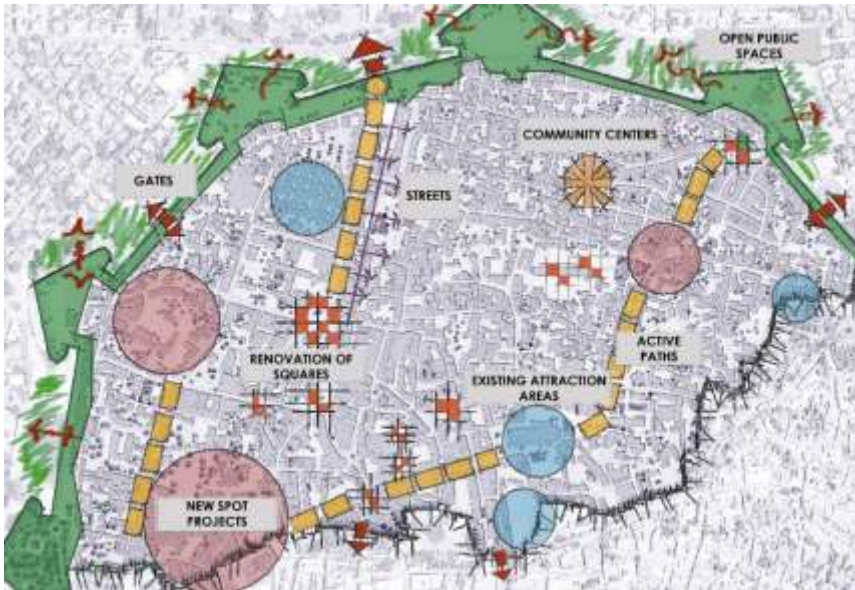 OPEN PUBLIC
SPACES
COMMUNITY CENTERS
GATES
STREETS
RENOVATION OF
SQUARES
ACTIVE
PATHS
EXISTING ATTRACTION
AREAS
NEW SPOT
PROJECTS